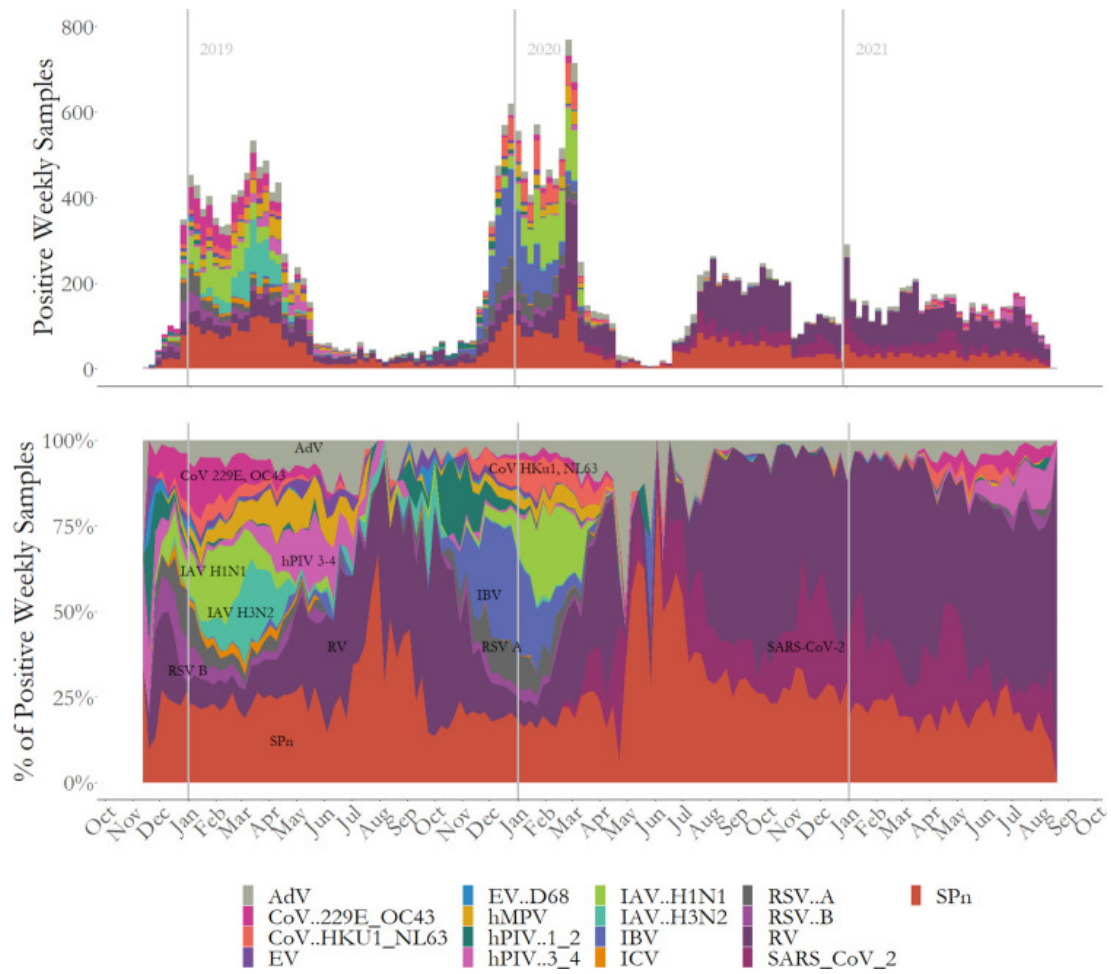 800
2019
2020
2021
600
400
200
0
Positive Weekly Samples
100%
AdV
CoV 229E, OC43
CoV HKu1, NL63
75%
hPIV 3-4
IAV H1N1
IBV
50%
IAV H3N2
RSV B
RV
RSV A
SARS-CoV-2
25%
SPn
0%
% of Positive Weekly Samples
Oct Nov Dec Jan Feb Mar Apr May Jun Jul Aug Sep Oct Nov Dec Jan Feb Mar Apr May Jun Jul Aug Sep Oct Nov Dec Jan Feb Mar Apr May Jun Jul Aug Sep Oct
AdV EV..D68 IAV..H1N1 RSV..A SPn
CoV..229E_OC43 hMPV IAV..H3N2 RSV..B
CoV..HKU1_NL63 hPIV..1_2 IBV RV
EV hPIV..3_4 ICV SARS_CoV_2